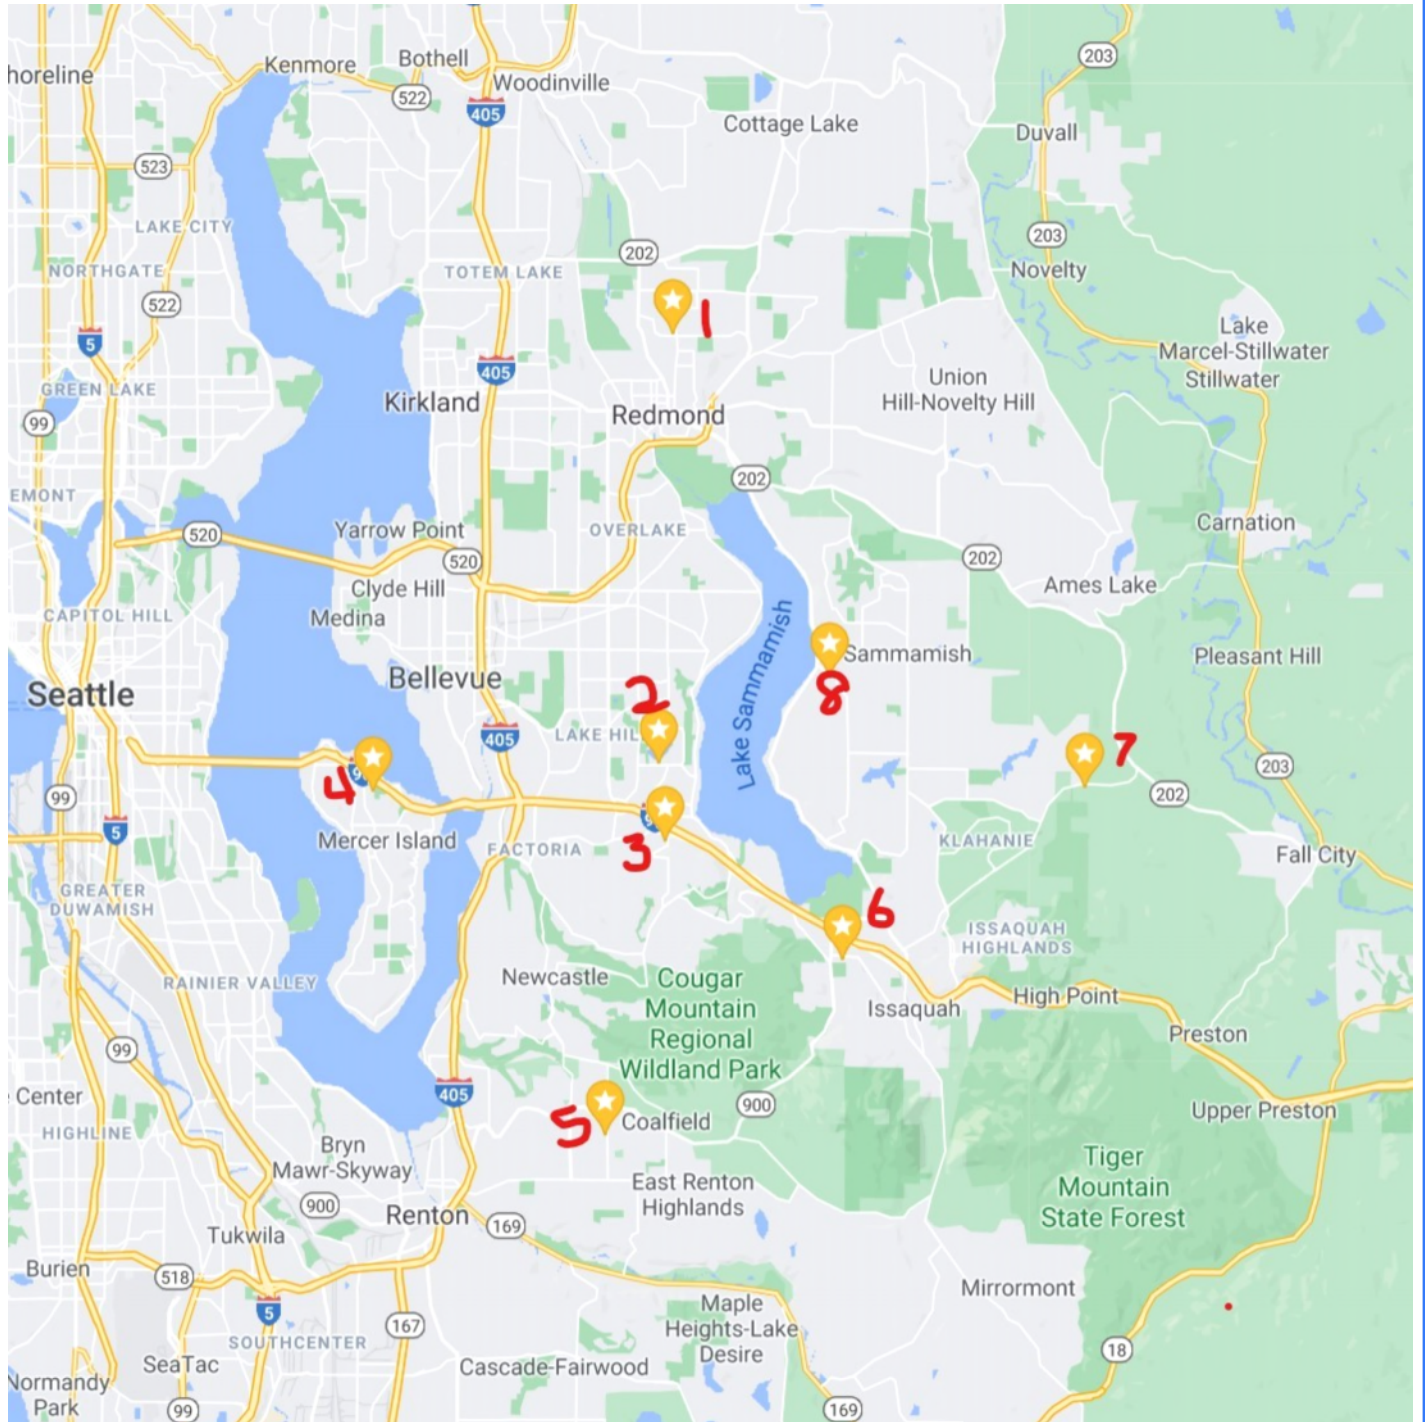 203
Kenmore
Bothell
horeline
Woodinville
522
405
Cottage Lake
Duvall
523
LAKE CITY
203
202
NORTHGATE
TOTEM LAKE
Novelty
522
1
Lake
Marcel-Stillwater
Stillwater
5
405
Union
Hill-Novelty Hill
GREEN LAKE
Kirkland
Redmond
99
202
EMONT
Carnation
520
Yarrow Point
OVERLAKE
520
202
Clyde Hill
Ames Lake
CAPITOL HILL
Medina
Lake Sammamish
Sammamish
Pleasant Hill
Bellevue
Seattle
2
8
405
LAKE HIL
7
4
9
203
99
202
9
5
Mercer Island
FACTORIA
3
KLAHANIE
Fall City
GREATER
DUWAMISH
6
ISSAQUAH
HIGHLANDS
RAINIER VALLEY
Newcastle
Cougar
Mountain
Regional
Wildland Park
Issaquah
High Point
Preston
99
405
Center
900
Upper Preston
5
Coalfield
HIGHLINE
Bryn
Mawr-Skyway
Tiger
Mountain
State Forest
East Renton
Highlands
900
Renton
169
Tukwila
Burien
518
Mirrormont
5
Maple
Heights-Lake
Desire
167
SOUTHCENTER
18
SeaTac
Cascade-Fairwood
Normandy
Park
99
169